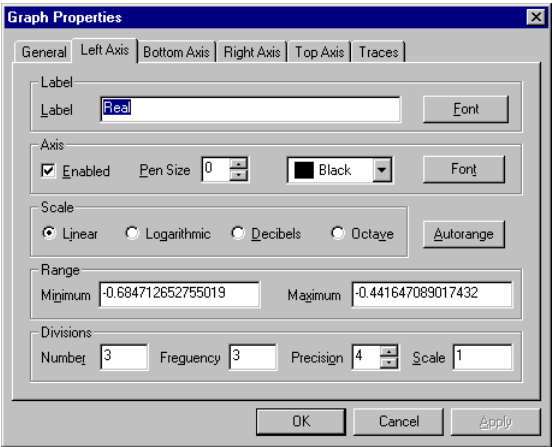 Graph Properties
General Left Axis Bottom Axis Right Axis Top Axis Traces
Label
Label Real Font
Axis
Enabled Pen Size 0 Black Font
Scale
Linear Logarithmic Decibels Octave Autorange
Range
Minimum -0.684712652755019 Maximum -0.441647089017432
Divisions
Number 3 Freguency 3 Precision 4 Scale 1
OK Cancel Apply